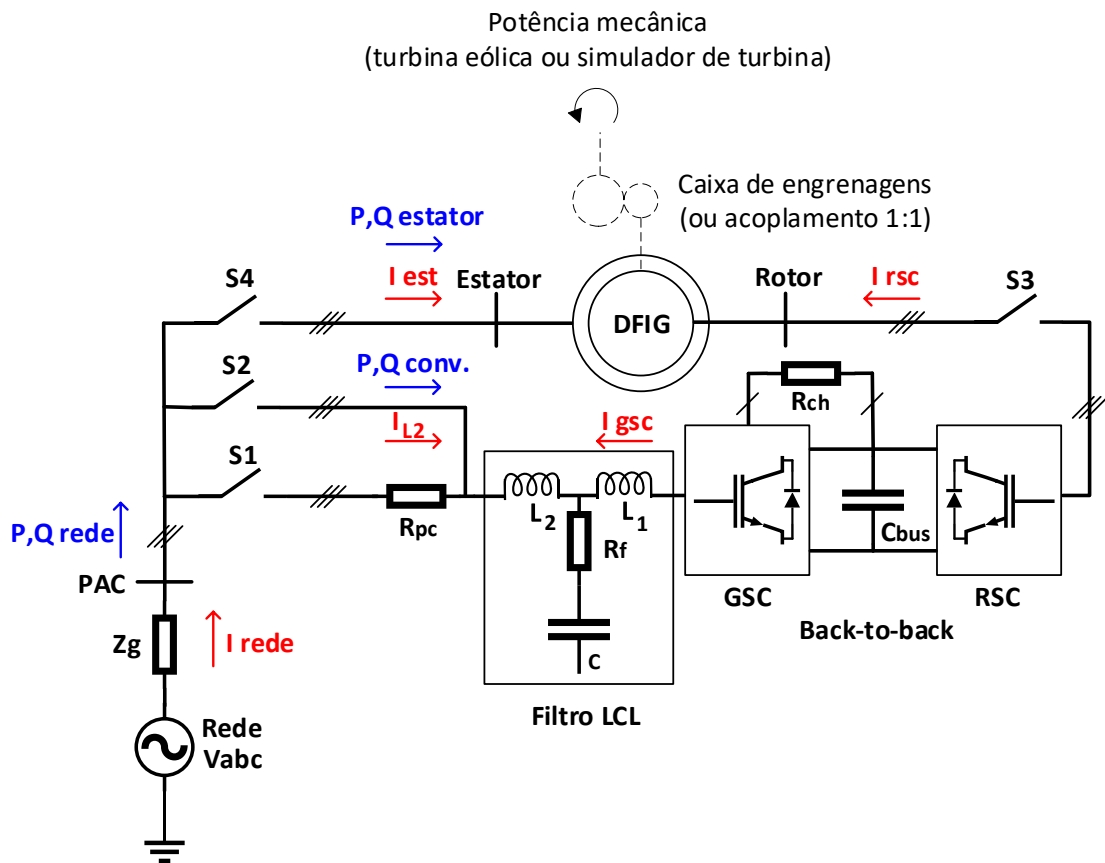 Potência mecânica
(turbina eólica ou simulador de turbina)
Caixa de engrenagens
(ou acoplamento 1:1)
P,Q estator
I est
Estator
DFIG
Rotor
I rsc
S3
S4
S2
P,Q conv.
I L2
S1
Rpc
I gsc
Rch
L2
L1
Rf
C
Cbus
GSC
RSC
Back-to-back
Filtro LCL
P,Q rede
PAC
Zg
I rede
Rede
Vabc